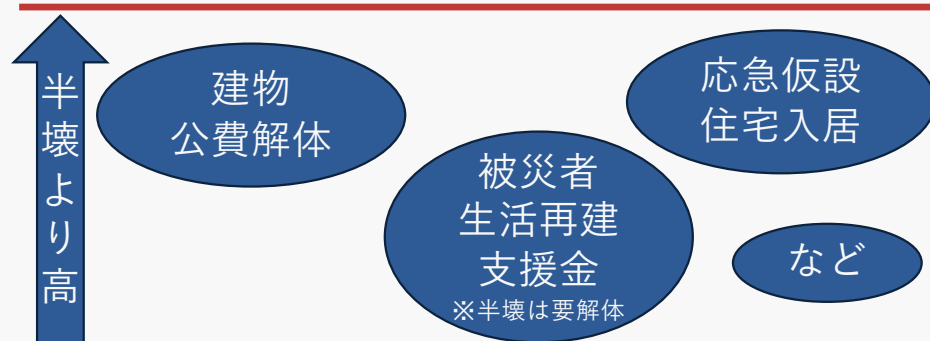 半壊より高
建物
公費解体
被災者
生活再建
支援金
※半壊は要解体
応急仮設
住宅入居
など